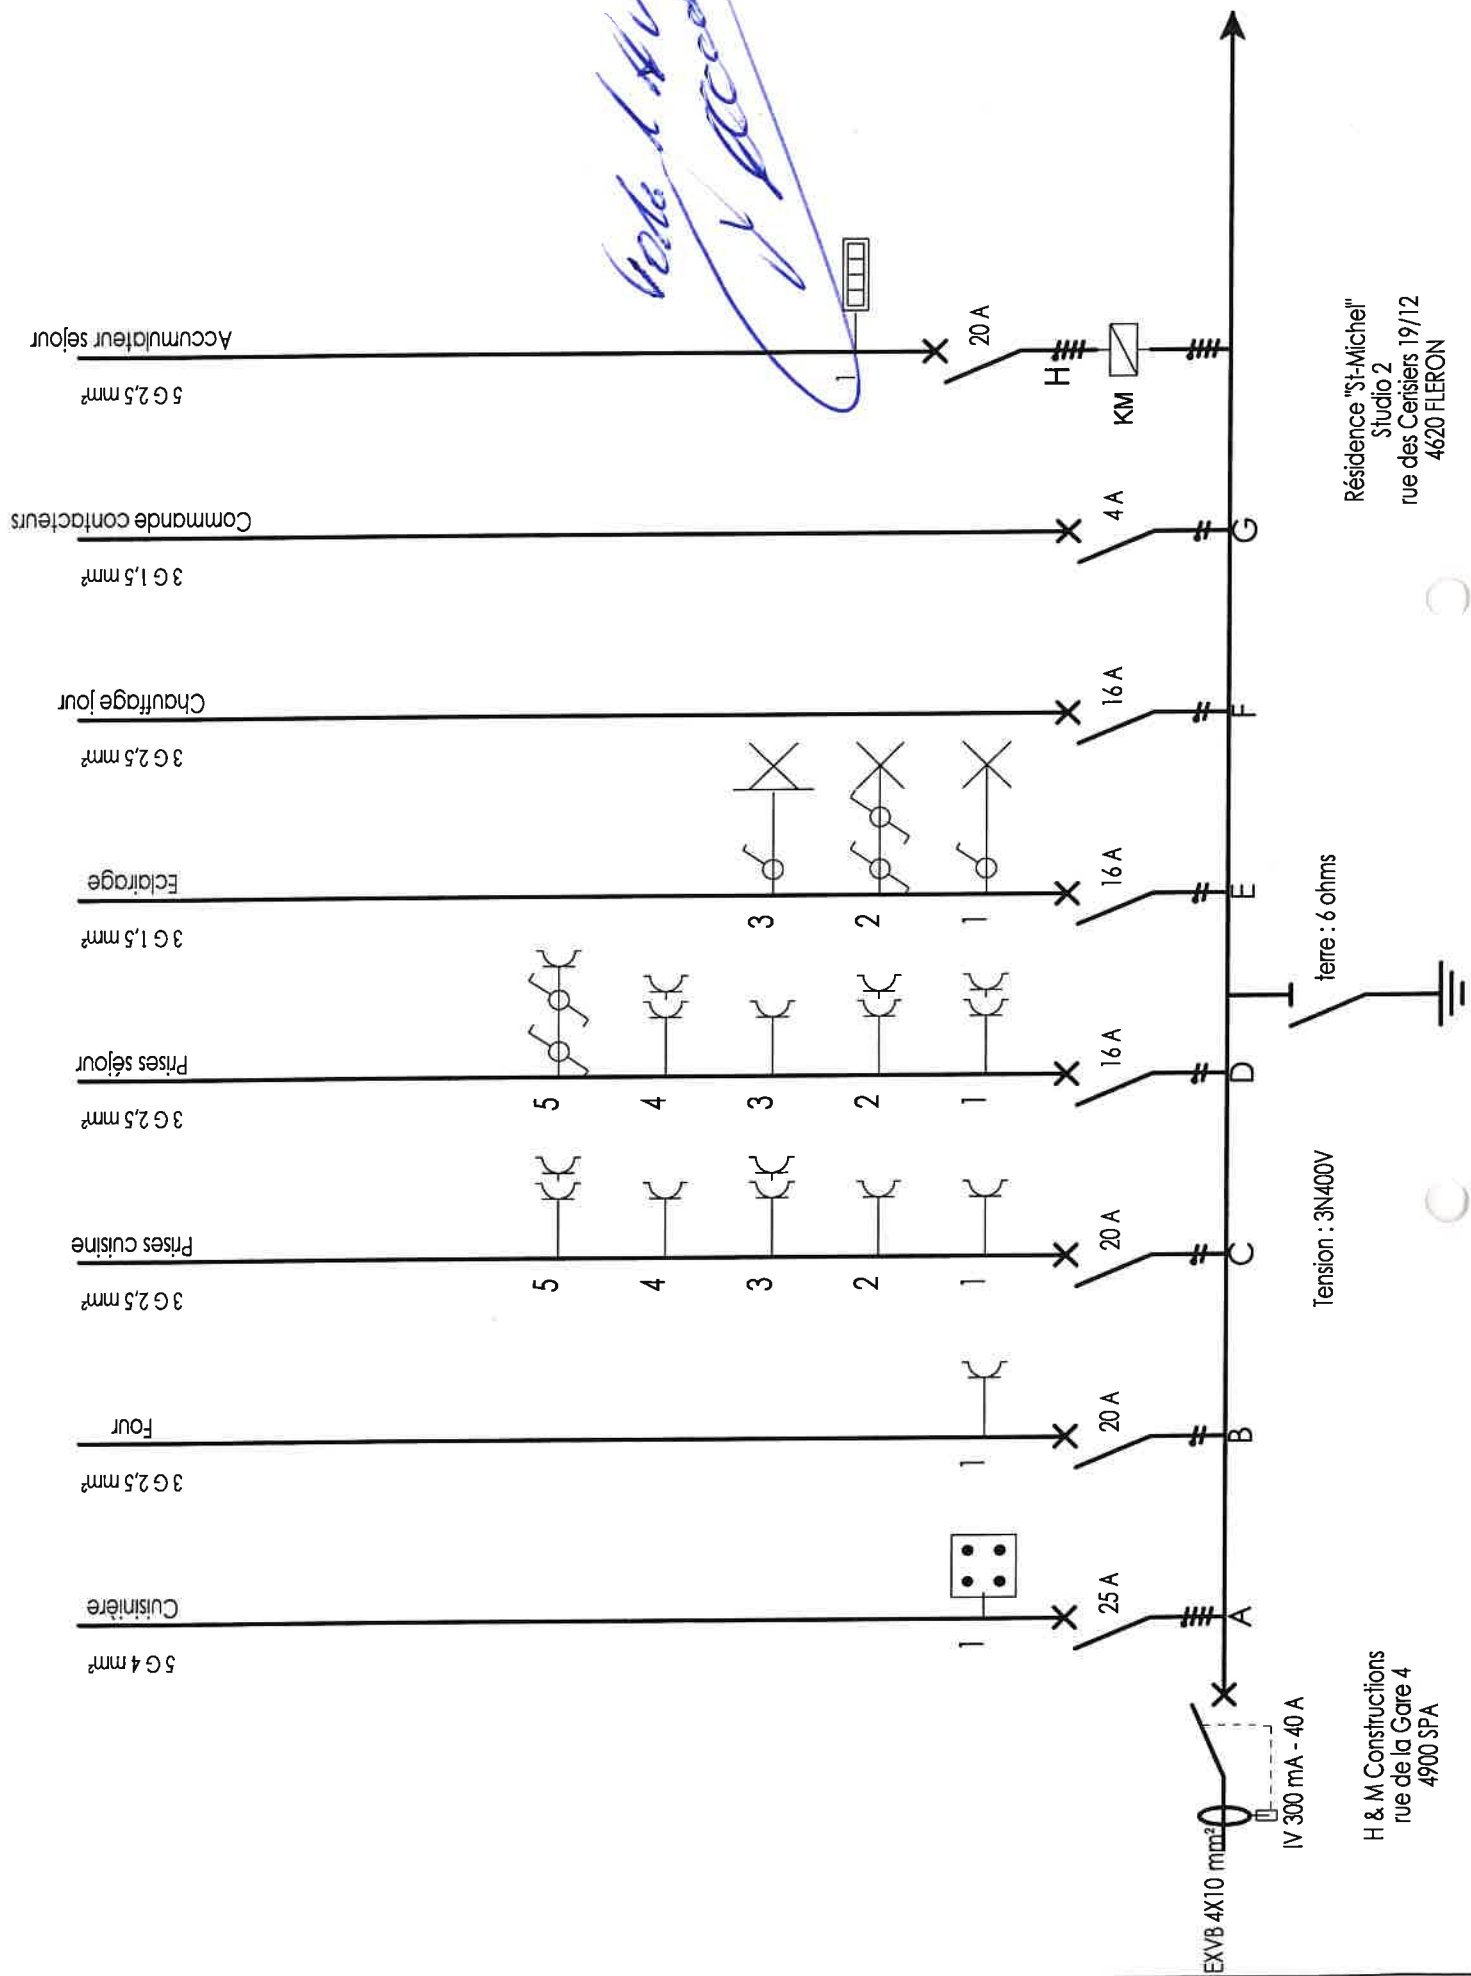 Cuisinière
5 G 4 mm²
Four
3 G 2,5 mm²
Prises cuisine
3 G 2,5 mm²
Prises séjour
3 G 2,5 mm²
Eclairage
3 G 1,5 mm²
Chauffage jour
3 G 2,5 mm²
Commande contacteurs
3 G 1,5 mm²
Accumulateur séjour
5 G 2,5 mm²
5
4
3
2
1
5
4
3
2
1
3
2
1
1
1
1
25 A
20 A
20 A
16 A
16 A
16 A
4 A
20 A
H
KM
A
B
C
D
E
F
G
EXVB 4X10 mm²
IV 300 mA - 40 A
Tension : 3N400V
terre : 6 ohms
H & M Constructions
rue de la Gare 4
4900 SPA
Résidence "St-Michel"
Studio 2
rue des Cerisiers 19/12
4620 FLERON